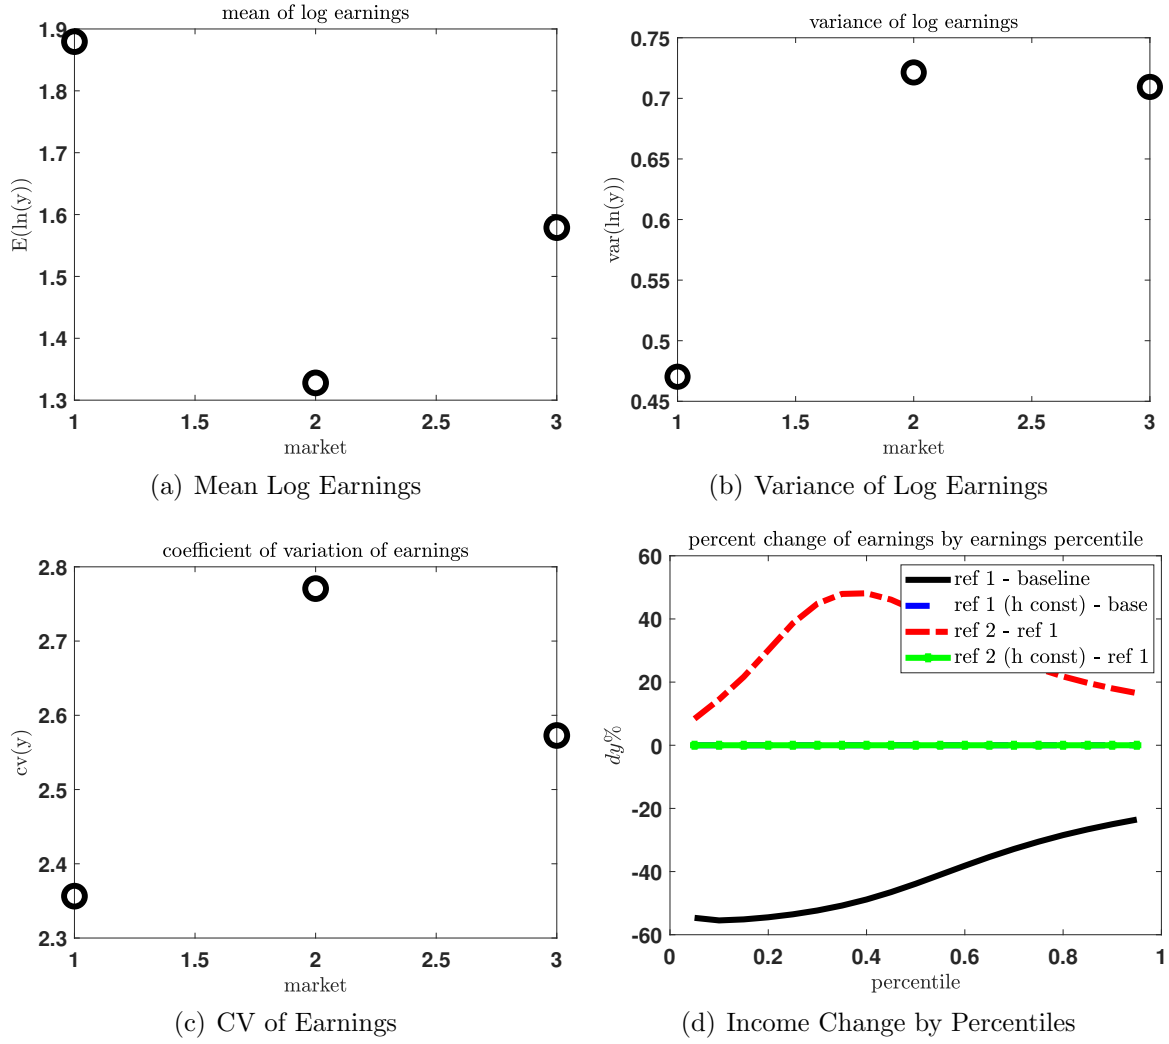 mean of log earnings
E(ln(y))
1.9
1.8
1.7
1.6
1.5
1.4
1.3
1 1.5 2 2.5 3
market
(a) Mean Log Earnings
variance of log earnings
var(ln(y))
0.75
0.7
0.65
0.6
0.55
0.5
0.45
1 1.5 2 2.5 3
market
(b) Variance of Log Earnings
coefficient of variation of earnings
cv(y)
2.8
2.7
2.6
2.5
2.4
2.3
1 1.5 2 2.5 3
market
(c) CV of Earnings
percent change of earnings by earnings percentile
dy%
60
40
20
0
-20
-40
-60
ref 1 - baseline
ref 1 (h const) - base
ref 2 - ref 1
ref 2 (h const) - ref 1
0 0.2 0.4 0.6 0.8 1
percentile
(d) Income Change by Percentiles